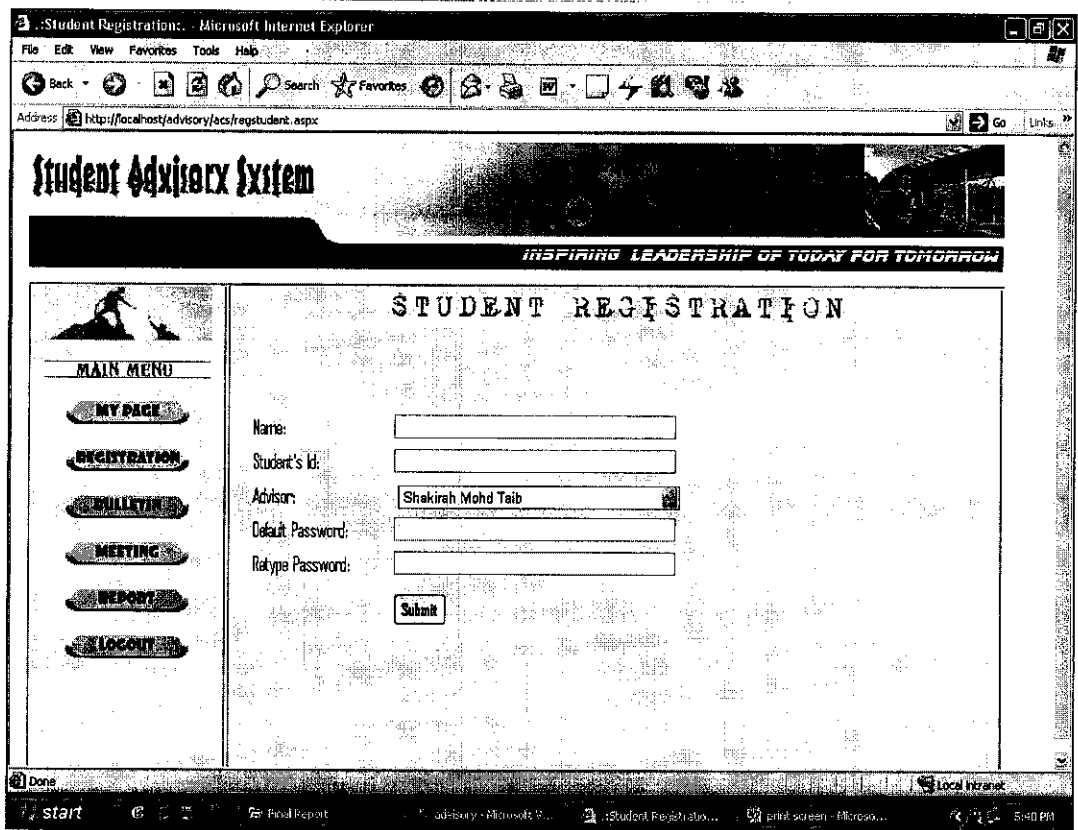 .:Student Registration:. - Microsoft Internet Explorer
File Edit View Favorites Tools Help
Back Search Favorites
Address http://localhost/advisory/acs/regstudent.aspx Go Links »
Student Advisory System
INSPIRING LEADERSHIP OF TODAY FOR TOMORROW
STUDENT REGISTRATION
MAIN MENU
MY PAGE
REGISTRATION
BULLETIN
MEETING
REPORT
LOGOUT
Name:
Student's Id:
Advisor: Shakirah Mohd Taib
Default Password:
Retype Password:
Submit
Done Local intranet
start Final Report advisory - Microsoft V... .:Student Registratio... print screen - Microso... 5:40 PM